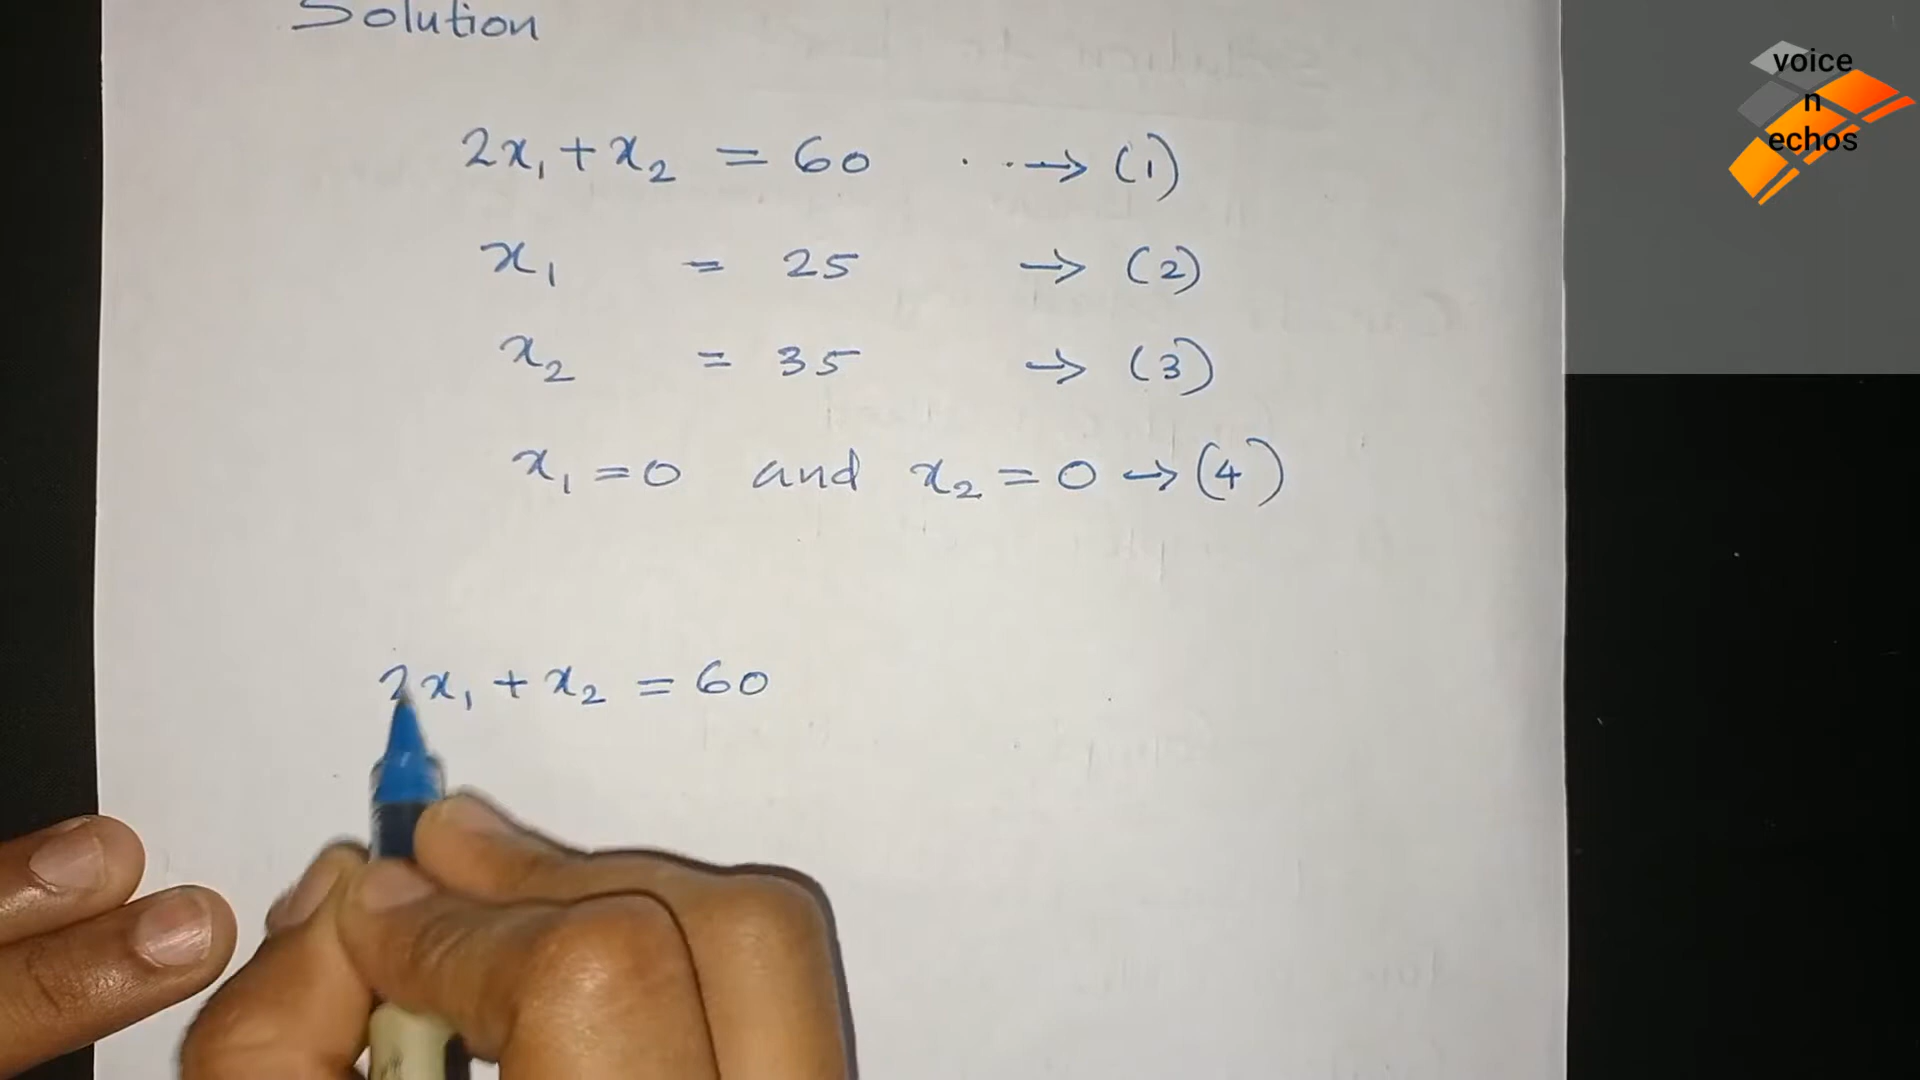 Solution
2x₁ + x₂ = 60 ..→ (1)
x₁ = 25 → (2)
x₂ = 35 → (3)
x₁ = 0 and x₂ = 0 → (4)
2x₁ + x₂ = 60
voice
n
echos